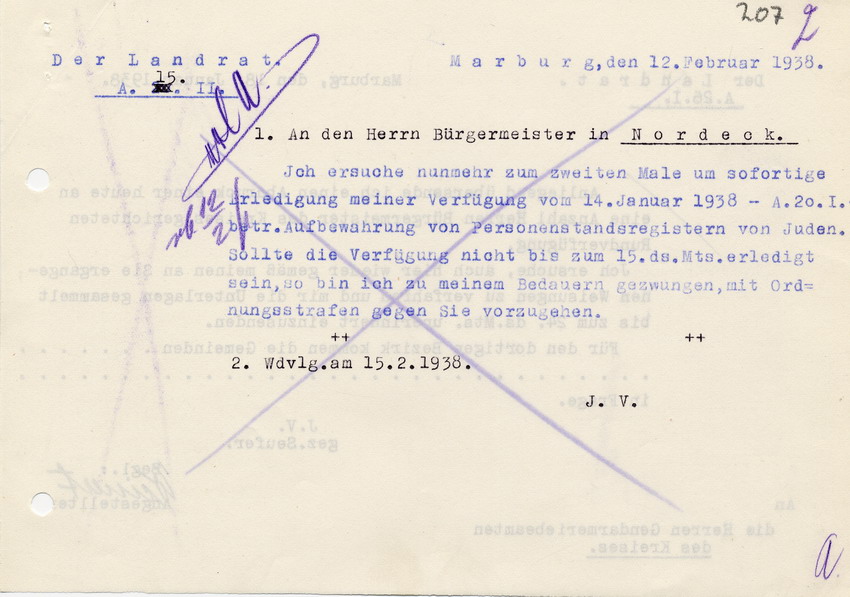 207 2
Der Landrat.
Marburg, den 12.Februar 1938.
15.
A. II.
1. An den Herrn Bürgermeister in Nordeck.
Ich ersuche nunmehr zum zweiten Male um sofortige
Erledigung meiner Verfügung vom 14.Januar 1938 - A.2o.I.
betr.Aufbewahrung von Personenstandsregistern von Juden.
Sollte die Verfügung nicht bis zum 15.ds.Mts.erledigt
sein,so bin ich zu meinem Bedauern gezwungen,mit Ord=
nungsstrafen gegen Sie vorzugehen.
++ ++
2. Wdvlg.am 15.2.1938.
J. V.